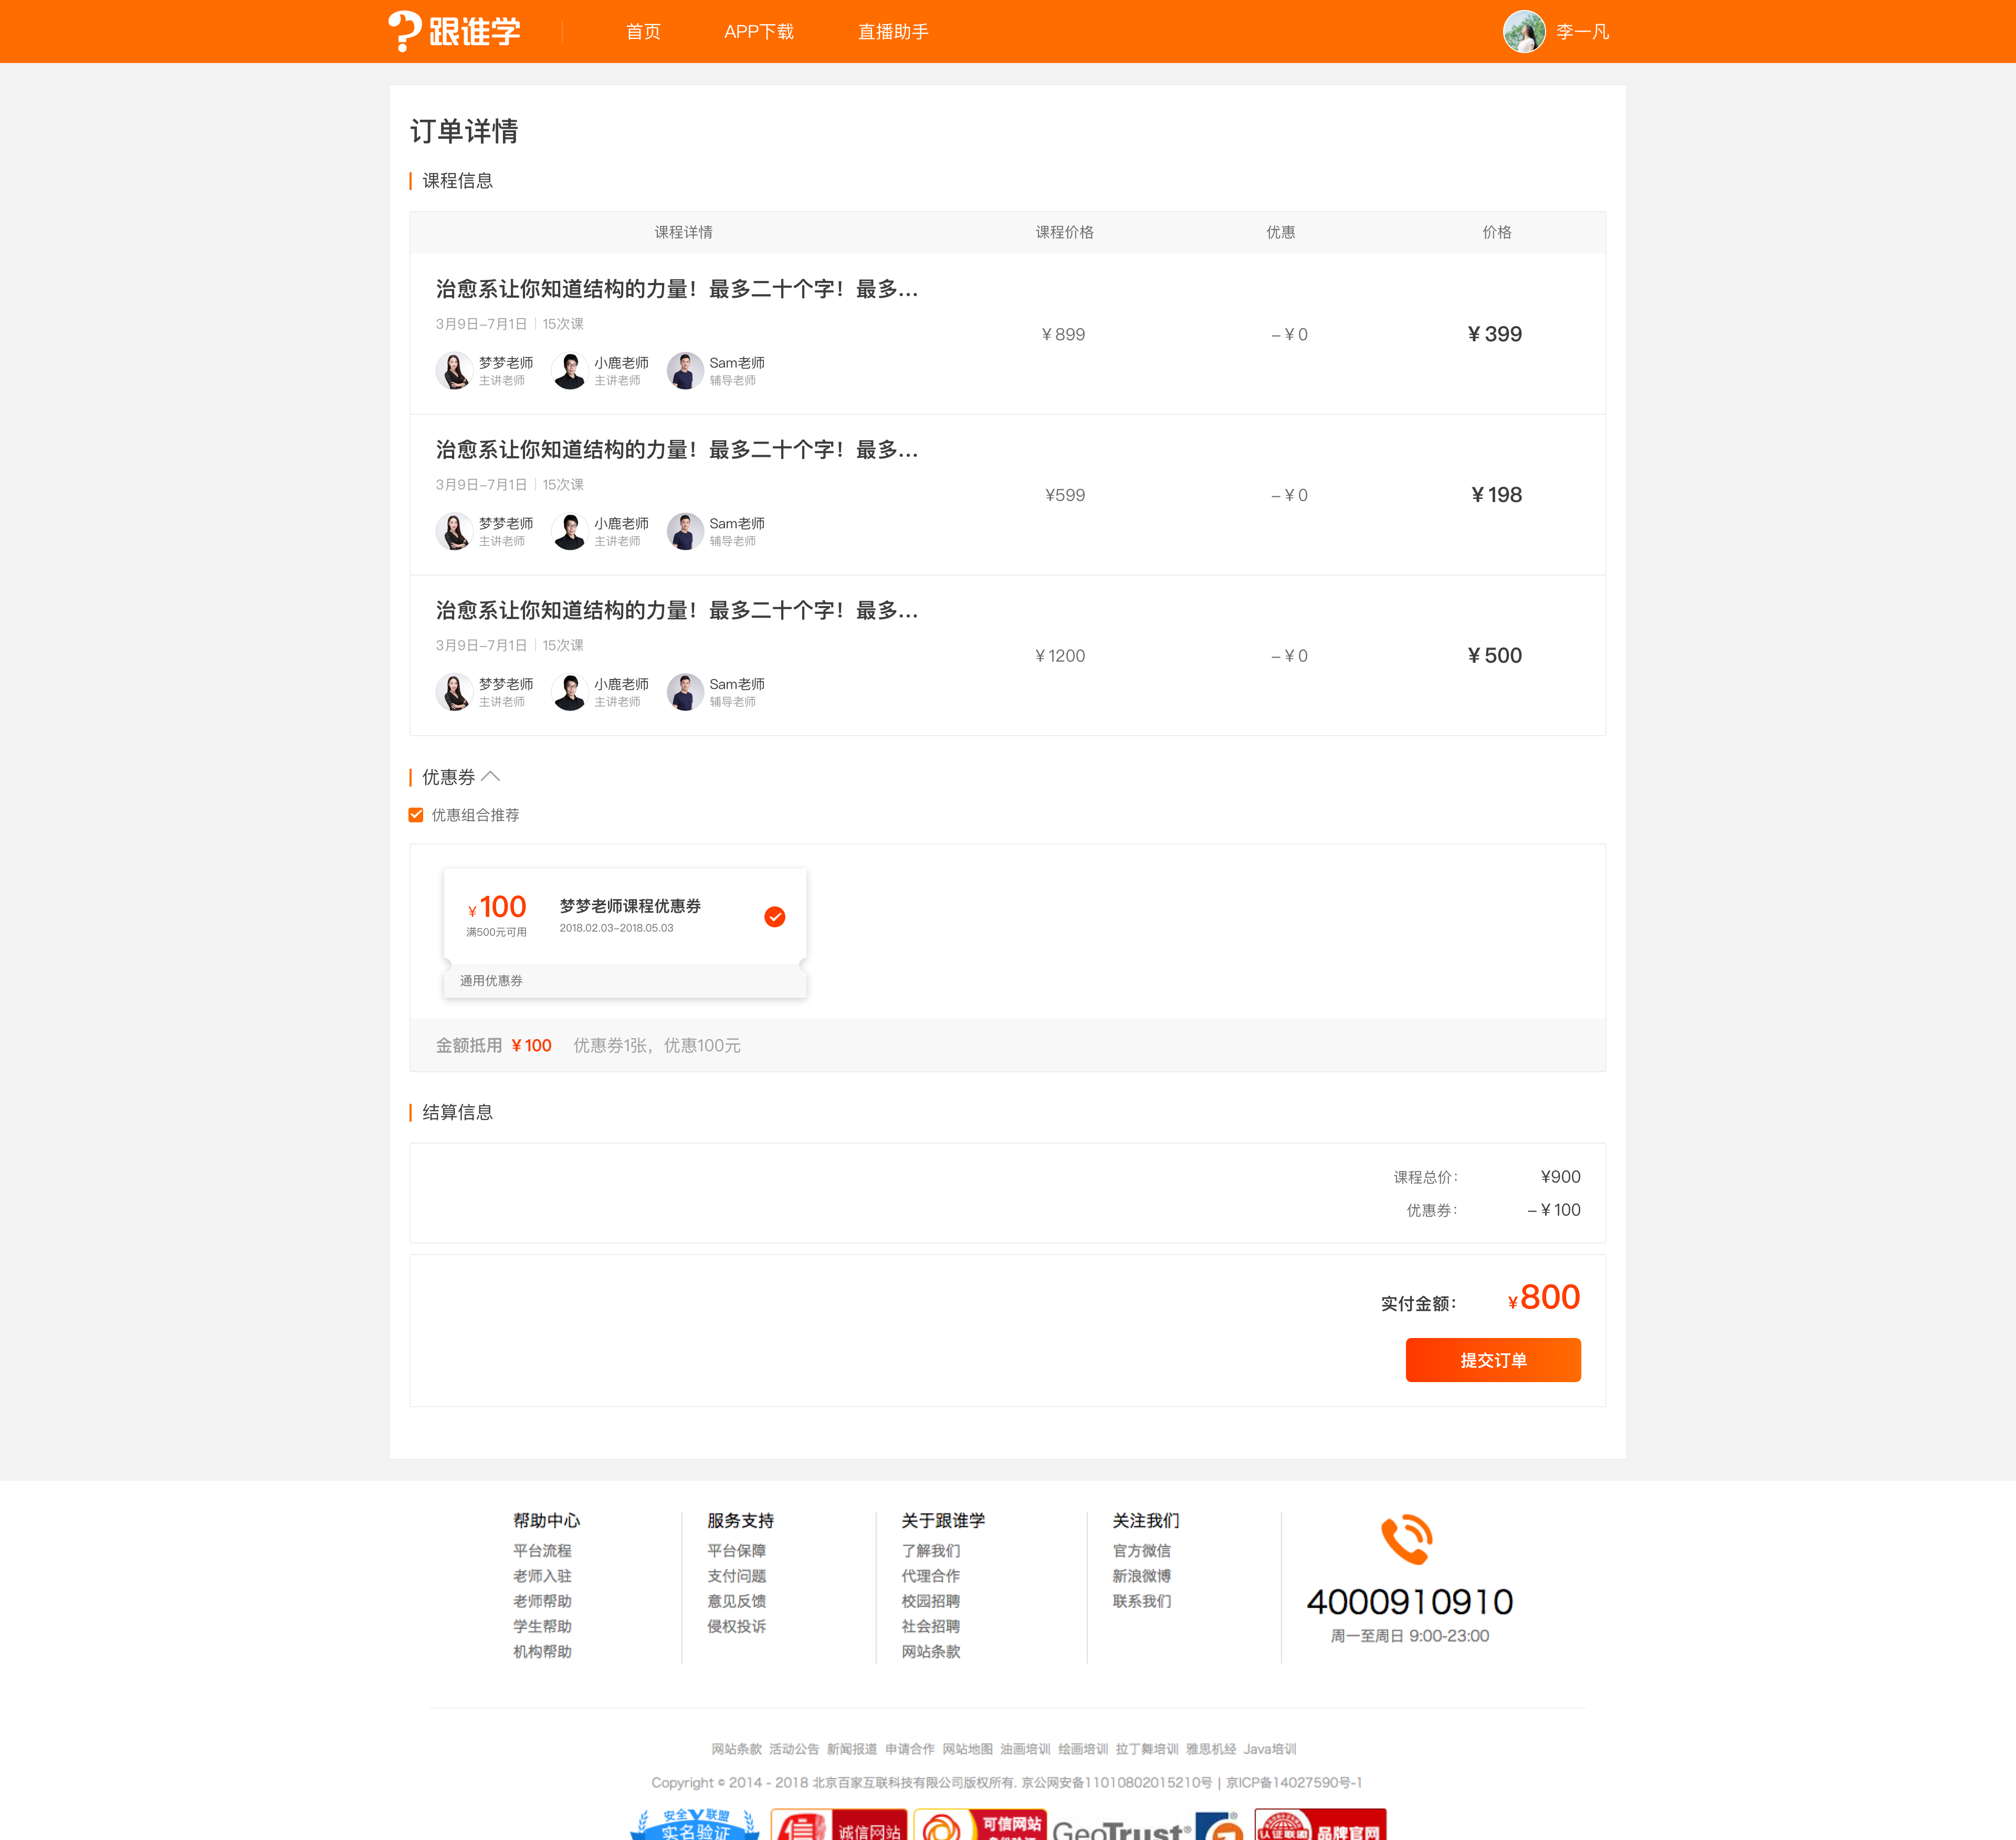 跟谁学
首页 APP下载 直播助手 李一凡
订单详情
课程信息
课程详情 课程价格 优惠 价格
治愈系让你知道结构的力量！最多二十个字！最多...
3月9日-7月1日 15次课
¥ 899 -¥ 0 ¥ 399
梦梦老师 小鹿老师 Sam老师
主讲老师 主讲老师 辅导老师
治愈系让你知道结构的力量！最多二十个字！最多...
3月9日-7月1日 15次课
¥599 -¥ 0 ¥ 198
梦梦老师 小鹿老师 Sam老师
主讲老师 主讲老师 辅导老师
治愈系让你知道结构的力量！最多二十个字！最多...
3月9日-7月1日 15次课
¥ 1200 -¥ 0 ¥ 500
梦梦老师 小鹿老师 Sam老师
主讲老师 主讲老师 辅导老师
优惠券
优惠组合推荐
¥ 100 梦梦老师课程优惠券
满500元可用 2018.02.03-2018.05.03
通用优惠券
金额抵用 ¥ 100 优惠券1张，优惠100元
结算信息
课程总价： ¥900
优惠券： -¥ 100
实付金额： ¥800
提交订单
帮助中心 服务支持 关于跟谁学 关注我们
平台流程 平台保障 了解我们 官方微信
老师入驻 支付问题 代理合作 新浪微博
老师帮助 意见反馈 校园招聘 联系我们
学生帮助 侵权投诉 社会招聘
机构帮助 网站条款
4000910910
周一至周日 9:00-23:00
网站条款 活动公告 新闻报道 申请合作 网站地图 油画培训 绘画培训 拉丁舞培训 雅思机经 Java培训
Copyright © 2014 - 2018 北京百家互联科技有限公司版权所有. 京公网安备11010802015210号 | 京ICP备14027590号-1
安全联盟
实名验证
诚信网站
可信网站
GeoTrust®
认证联盟
品牌官网